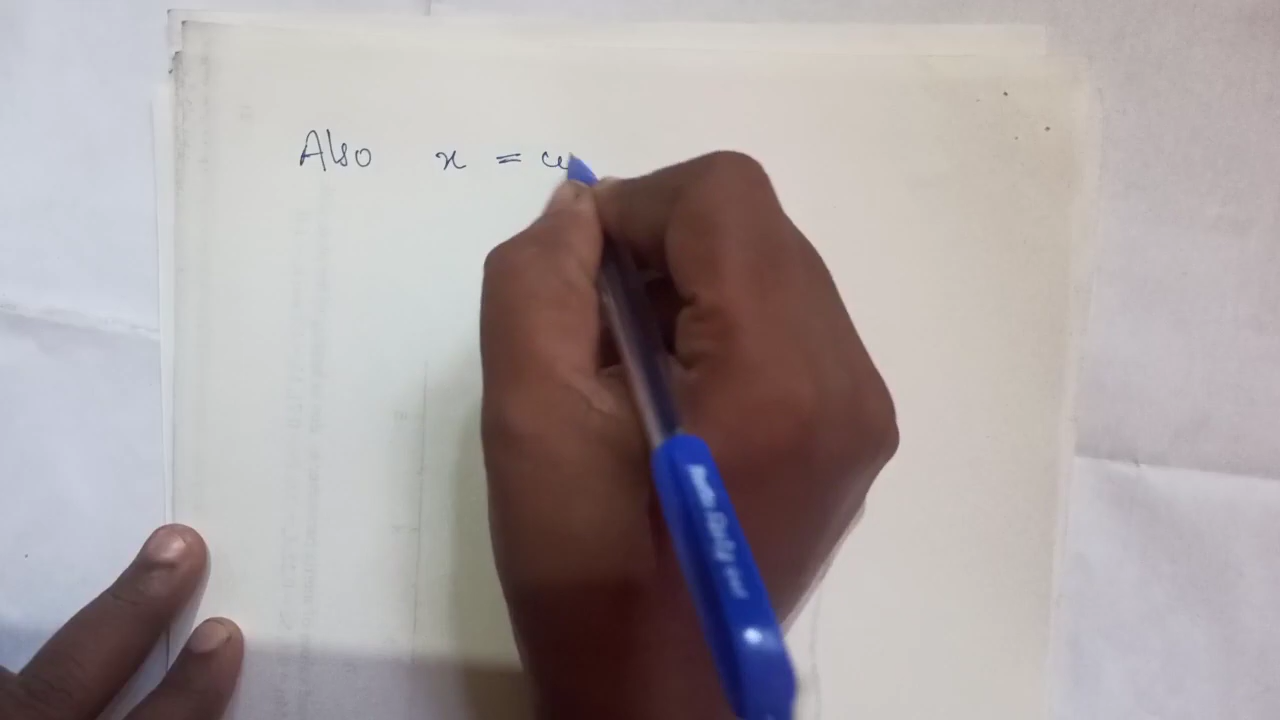 Also x = u